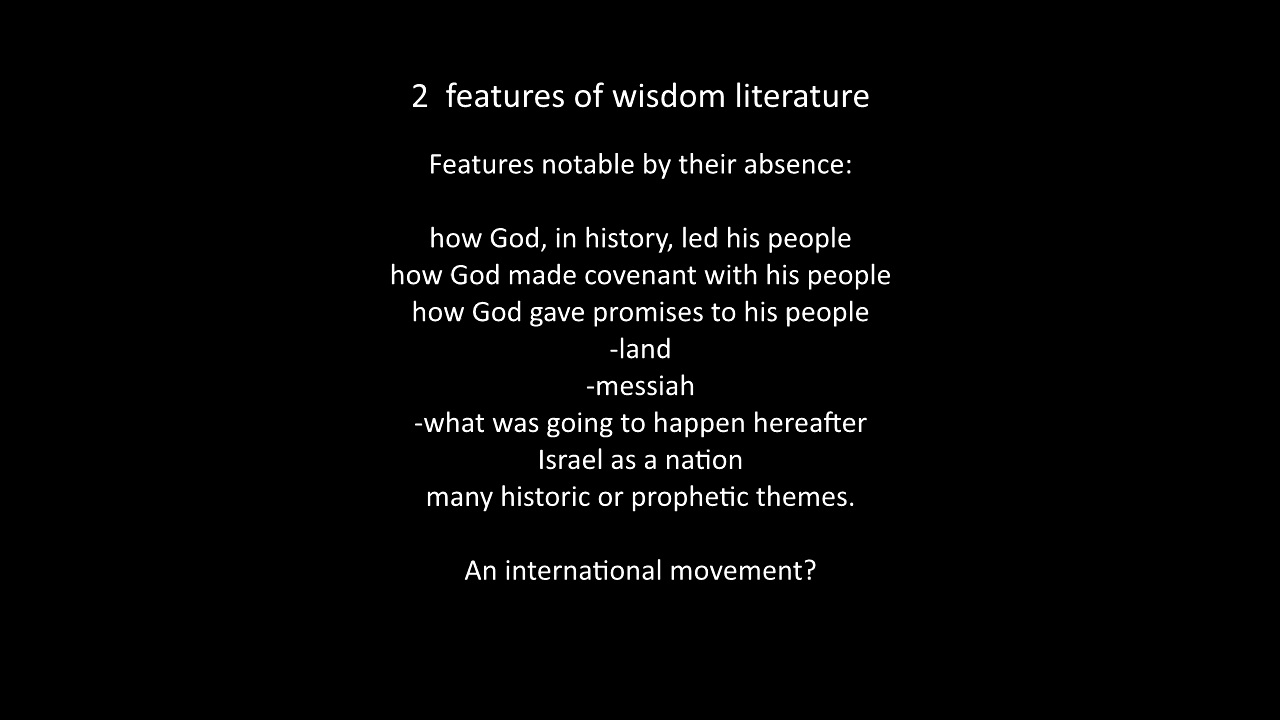 2  features of wisdom literature
Features notable by their absence:
how God, in history, led his people
how God made covenant with his people
how God gave promises to his people
-land
-messiah
-what was going to happen hereafter
Israel as a nation
many historic or prophetic themes.
An international movement?